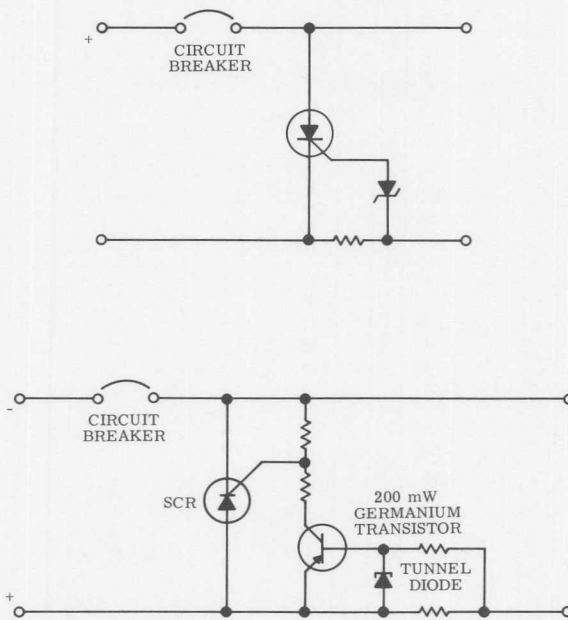 +
CIRCUIT
BREAKER
-
CIRCUIT
BREAKER
SCR
200 mW
GERMANIUM
TRANSISTOR
TUNNEL
DIODE
+